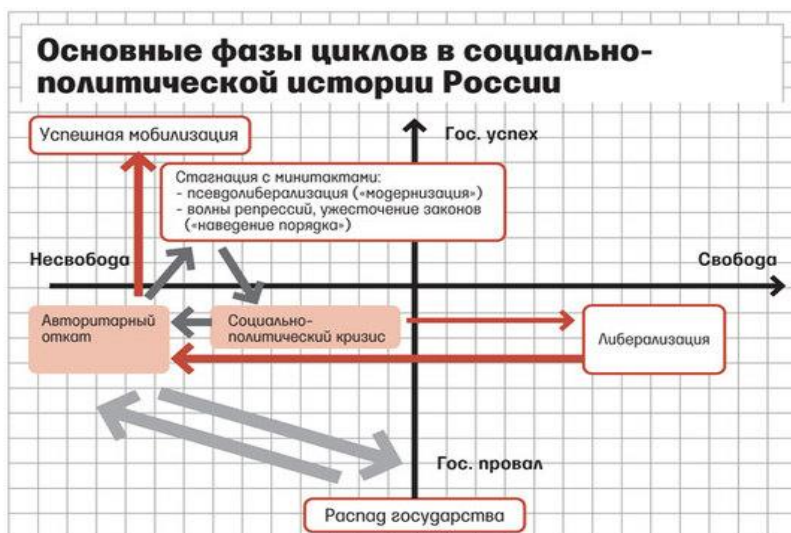 Основные фазы циклов в социально-
политической истории России
Успешная мобилизация
Гос. успех
Стагнация с минитактами:
- псевдолиберализация («модернизация»)
- волны репрессий, ужесточение законов
(«наведение порядка»)
Несвобода
Свобода
Авторитарный
откат
Социально-
политический кризис
Либерализация
Гос. провал
Распад государства